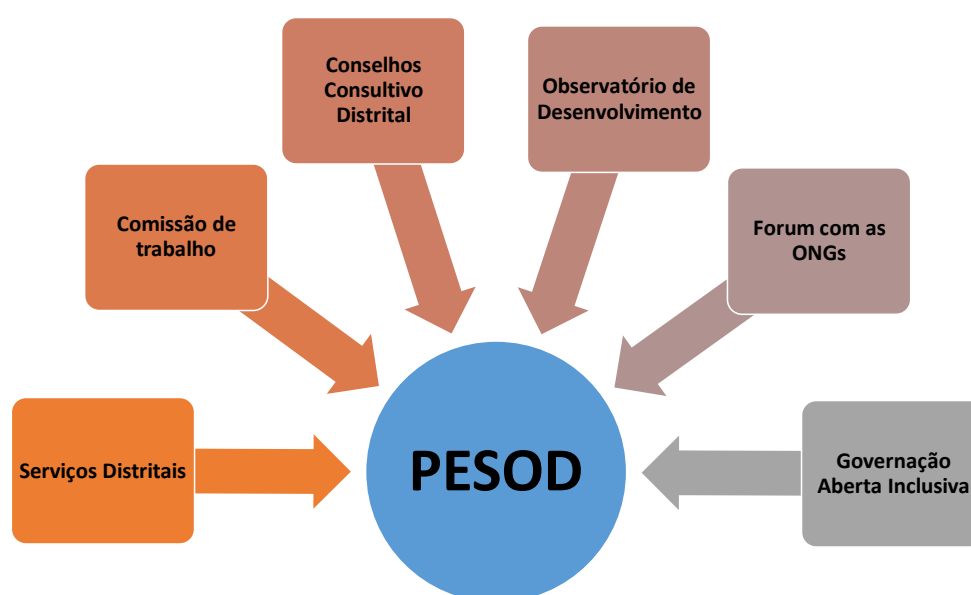 Conselhos
Consultivo
Distrital
Observatório de
Desenvolvimento
Comissão de
trabalho
Forum com as
ONGs
Serviços Distritais
PESOD
Governação
Aberta Inclusiva